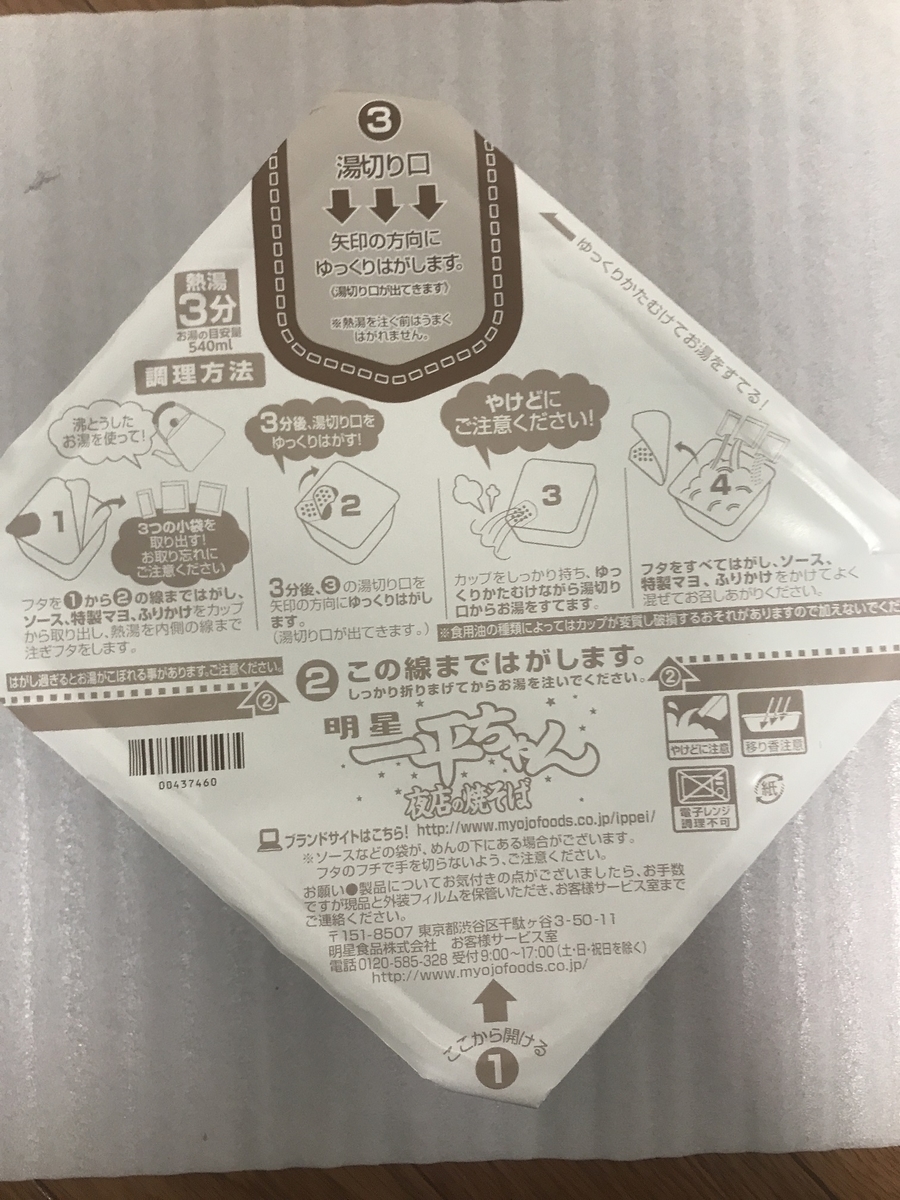 3
湯切り口
矢印の方向に
ゆっくりはがします。
(湯切り口が出てきます)
※熱湯を注ぐ前はうまく
はがれません。
ゆっくりかたむけてお湯をすてる!
熱湯
3分
お湯の目安量
540ml
調理方法
沸とうした
お湯を使って!
1
3つの小袋を
取り出す!
お取り忘れに
ご注意ください
フタを1から2の線まではがし、
ソース、特製マヨ、ふりかけをカップ
から取り出し、熱湯を内側の線まで
注ぎフタをします。
3分後、湯切り口を
ゆっくりはがす!
2
3分後、3の湯切り口を
矢印の方向にゆっくりはがし
ます。
(湯切り口が出てきます。)
やけどに
ご注意ください!
3
カップをしっかり持ち、ゆっ
くりかたむけながら湯切り
口からお湯をすてます。
4
フタをすべてはがし、ソース、
特製マヨ、ふりかけをかけてよく
混ぜてお召しあがりください。
※食用油の種類によってはカップが変質し破損するおそれがありますので加えないでくだ
はがし過ぎるとお湯がこぼれる事があります。ご注意ください。
2 この線まではがします。
しっかり折りまげてからお湯を注いでください。
2
2
明星
一平ちゃん
夜店の焼そば
00437460
やけどに注意
移り香注意
電子レンジ
調理不可
紙
ブランドサイトはこちら! http://www.myojofoods.co.jp/ippei/
※ソースなどの袋が、めんの下にある場合がございます。
フタのフチで手を切らないよう、ご注意ください。
お願い●製品についてお気付きの点がございましたら、お手数
ですが現品と外装フィルムを保管いただき、お客様サービス室まで
ご連絡ください。
〒151-8507 東京都渋谷区千駄ヶ谷3-50-11
明星食品株式会社 お客様サービス室
電話0120-585-328 受付9:00〜17:00(土・日・祝日を除く)
http://www.myojofoods.co.jp/
ここから開ける
1